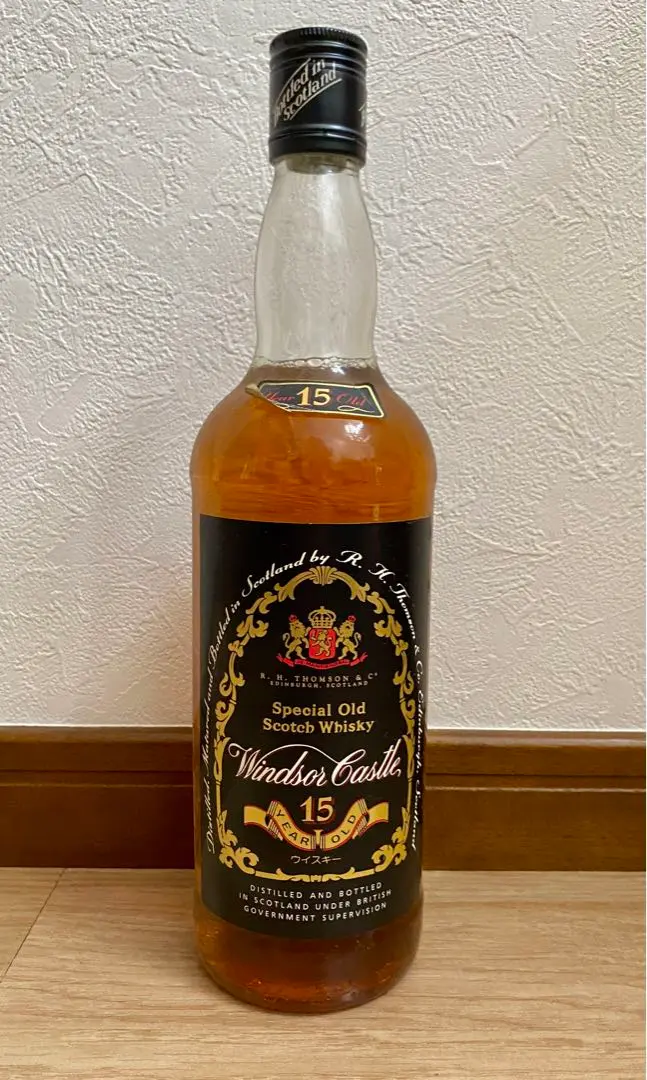 Bottled in
Scotland
Year 15 Old
Distilled, Matured and Bottled in Scotland by R. H. Thomson & Co. Edinburgh, Scotland
R. H. THOMSON & Cº
EDINBURGH, SCOTLAND
Special Old
Scotch Whisky
Windsor Castle
15
YEAR OLD
ウイスキー
DISTILLED AND BOTTLED
IN SCOTLAND UNDER BRITISH
GOVERNMENT SUPERVISION